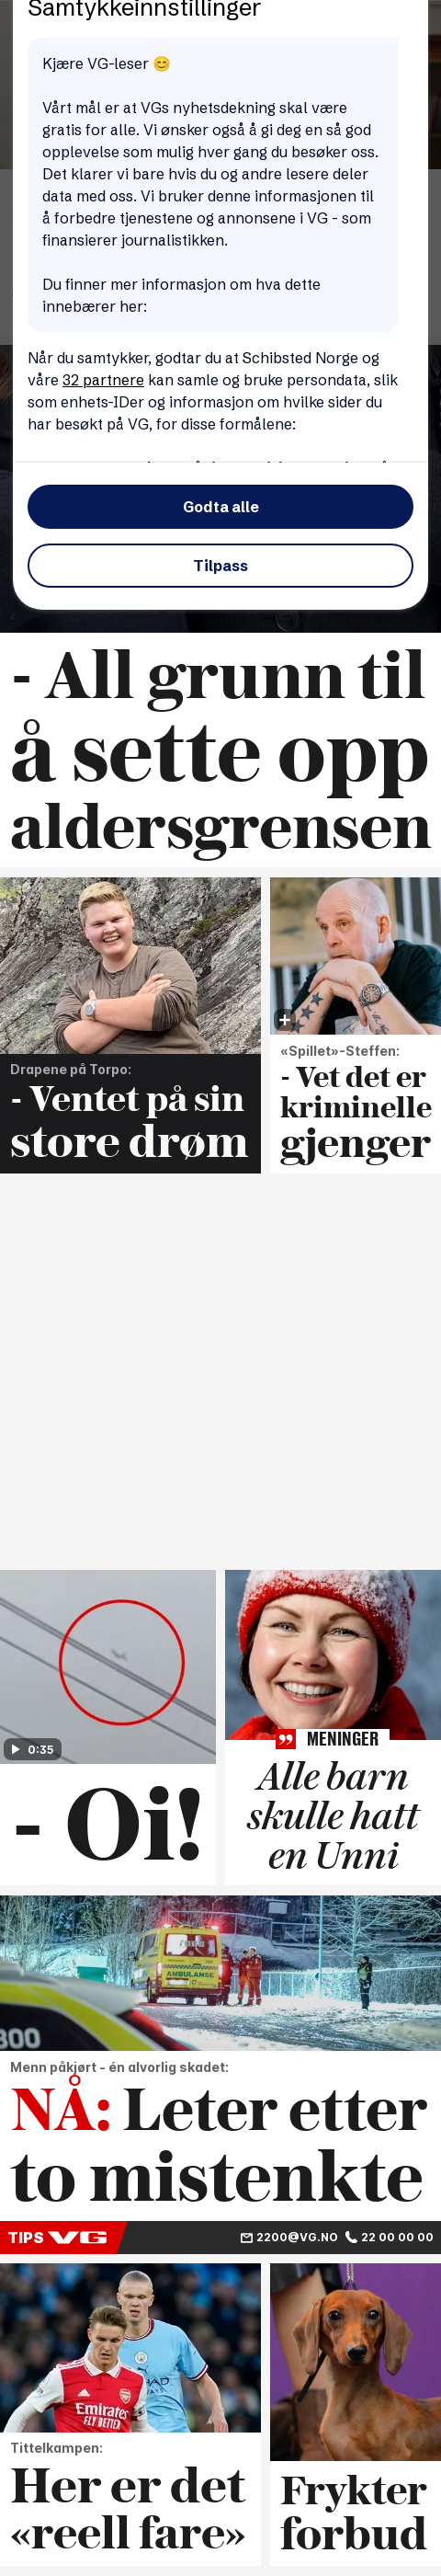 Samtykkeinnstillinger
Kjære VG-leser 😊
Vårt mål er at VGs nyhetsdekning skal være
gratis for alle. Vi ønsker også å gi deg en så god
opplevelse som mulig hver gang du besøker oss.
Det klarer vi bare hvis du og andre lesere deler
data med oss. Vi bruker denne informasjonen til
å forbedre tjenestene og annonsene i VG - som
finansierer journalistikken.
Du finner mer informasjon om hva dette
innebærer her:
Når du samtykker, godtar du at Schibsted Norge og
våre 32 partnere kan samle og bruke persondata, slik
som enhets-IDer og informasjon om hvilke sider du
har besøkt på VG, for disse formålene:
Godta alle
Tilpass
- All grunn til
å sette opp
aldersgrensen
Drapene på Torpo:
- Ventet på sin
store drøm
«Spillet»-Steffen:
- Vet det er
kriminelle
gjenger
0:35
- Oi!
MENINGER
Alle barn
skulle hatt
en Unni
AMBULANSE
Menn påkjørt - én alvorlig skadet:
NÅ: Leter etter
to mistenkte
TIPS VG 2200@VG.NO 22 00 00 00
Emirates
FLY BETTER
Tittelkampen:
Her er det
«reell fare»
Frykter
forbud